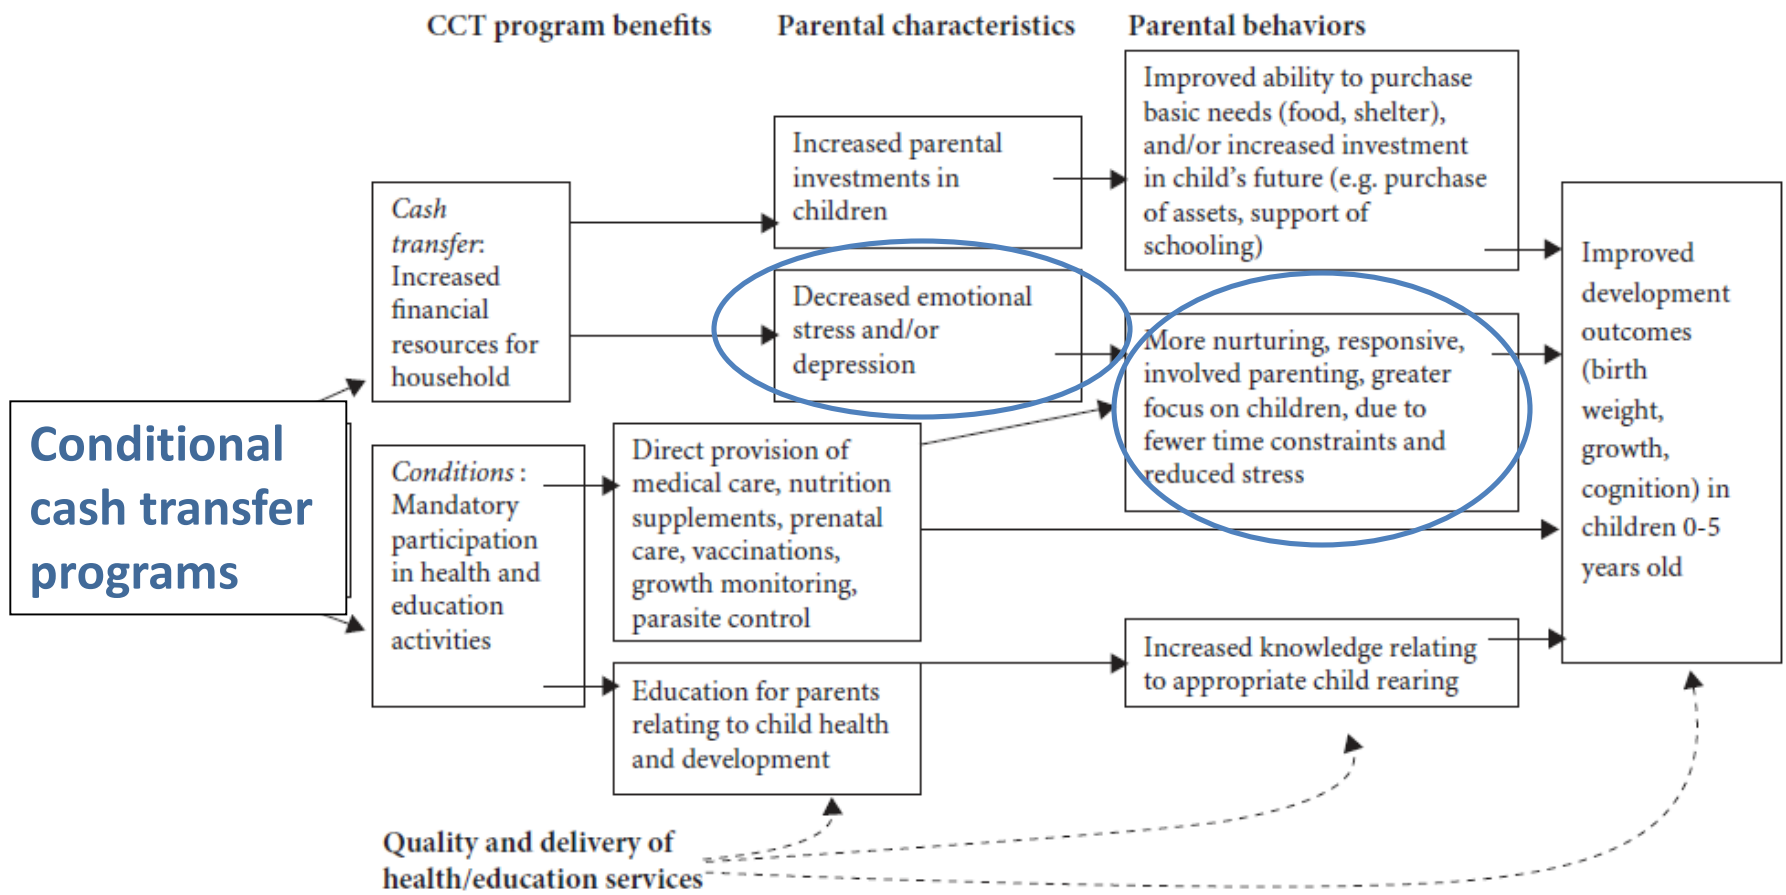 CCT program benefits
Parental characteristics
Parental behaviors
Conditional
cash transfer
programs
Cash
transfer:
Increased
financial
resources for
household
Conditions :
Mandatory
participation
in health and
education
activities
Direct provision of
medical care, nutrition
supplements, prenatal
care, vaccinations,
growth monitoring,
parasite control
Education for parents
relating to child health
and development
Increased parental
investments in
children
Decreased emotional
stress and/or
depression
Improved ability to purchase
basic needs (food, shelter),
and/or increased investment
in child's future (e.g. purchase
of assets, support of
schooling)
More nurturing, responsive,
involved parenting, greater
focus on children, due to
fewer time constraints and
reduced stress
Increased knowledge relating
to appropriate child rearing
Improved
development
outcomes
(birth
weight,
growth,
cognition) in
children 0-5
years old
Quality and delivery of
health/education services